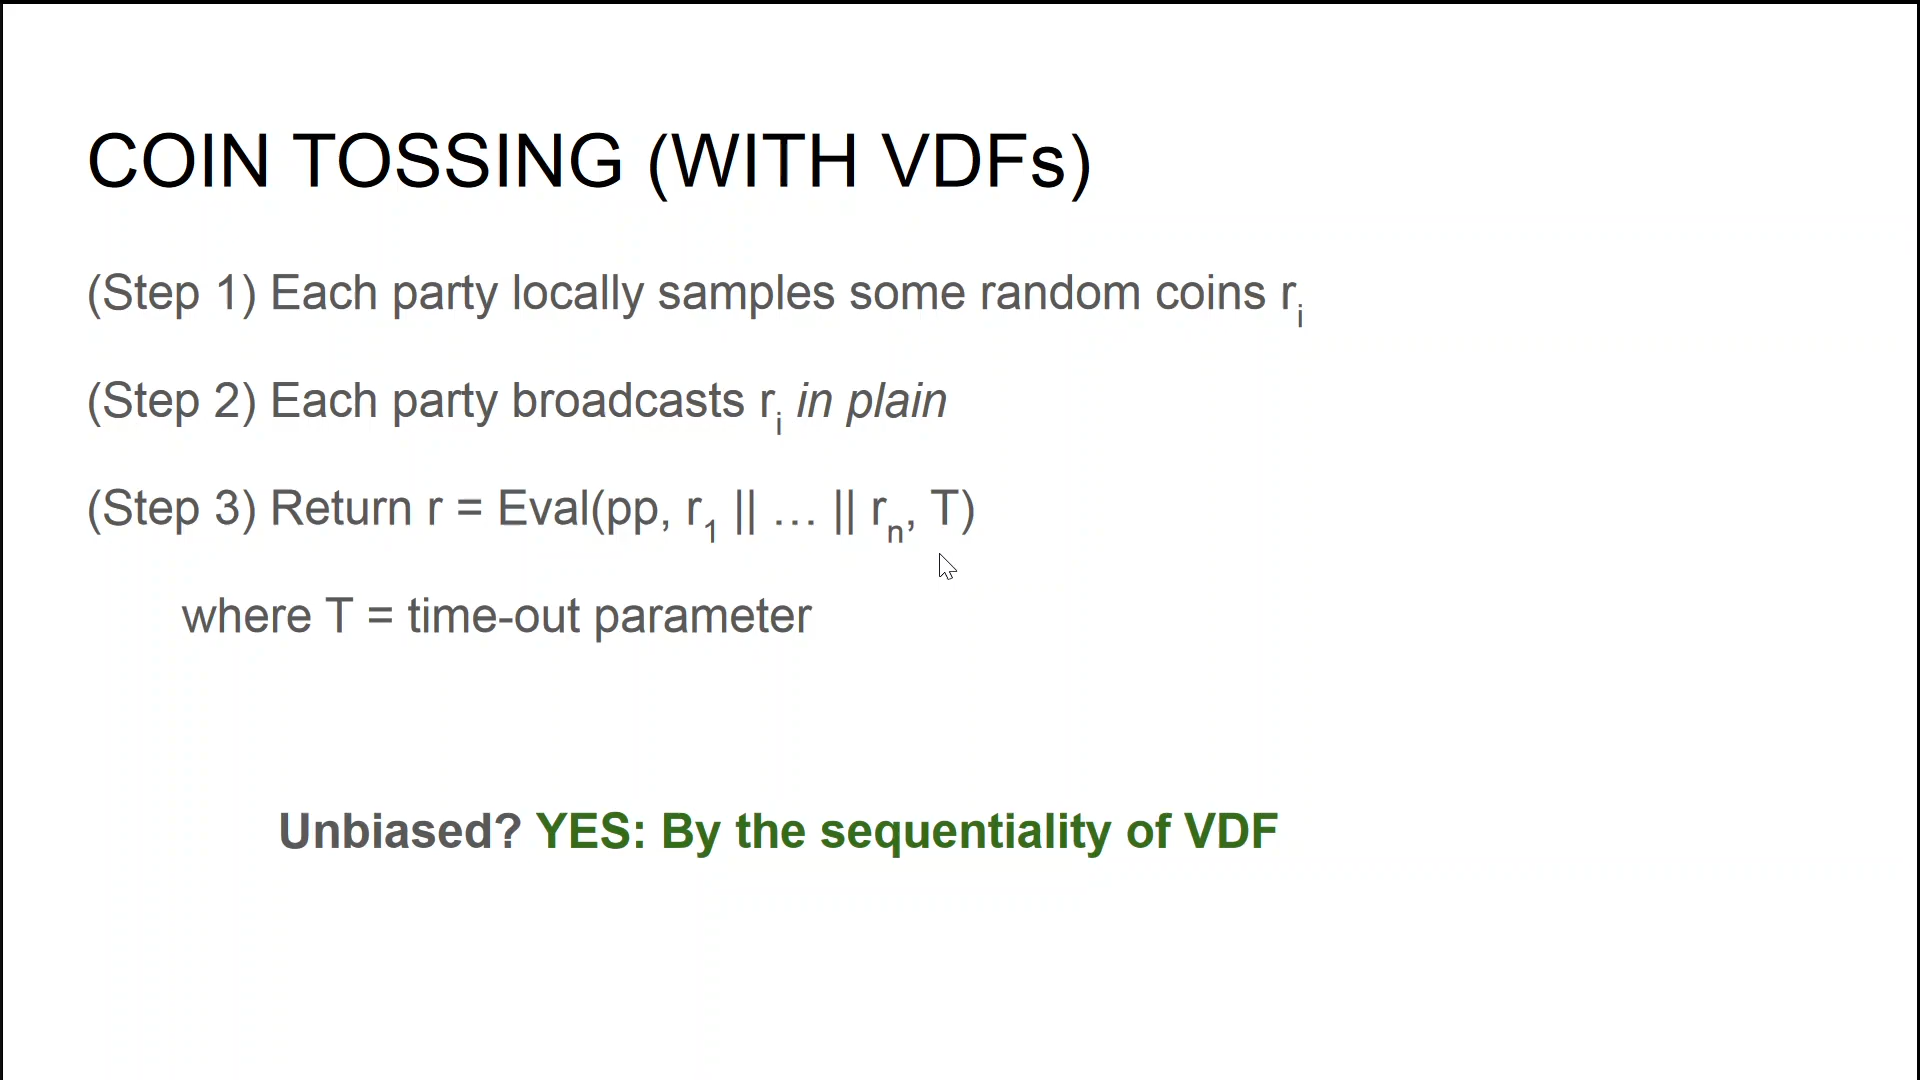 COIN TOSSING (WITH VDFs)
(Step 1) Each party locally samples some random coins rᵢ
(Step 2) Each party broadcasts rᵢ in plain
(Step 3) Return r = Eval(pp, r₁ || … || rₙ, T)
where T = time-out parameter
Unbiased? YES: By the sequentiality of VDF